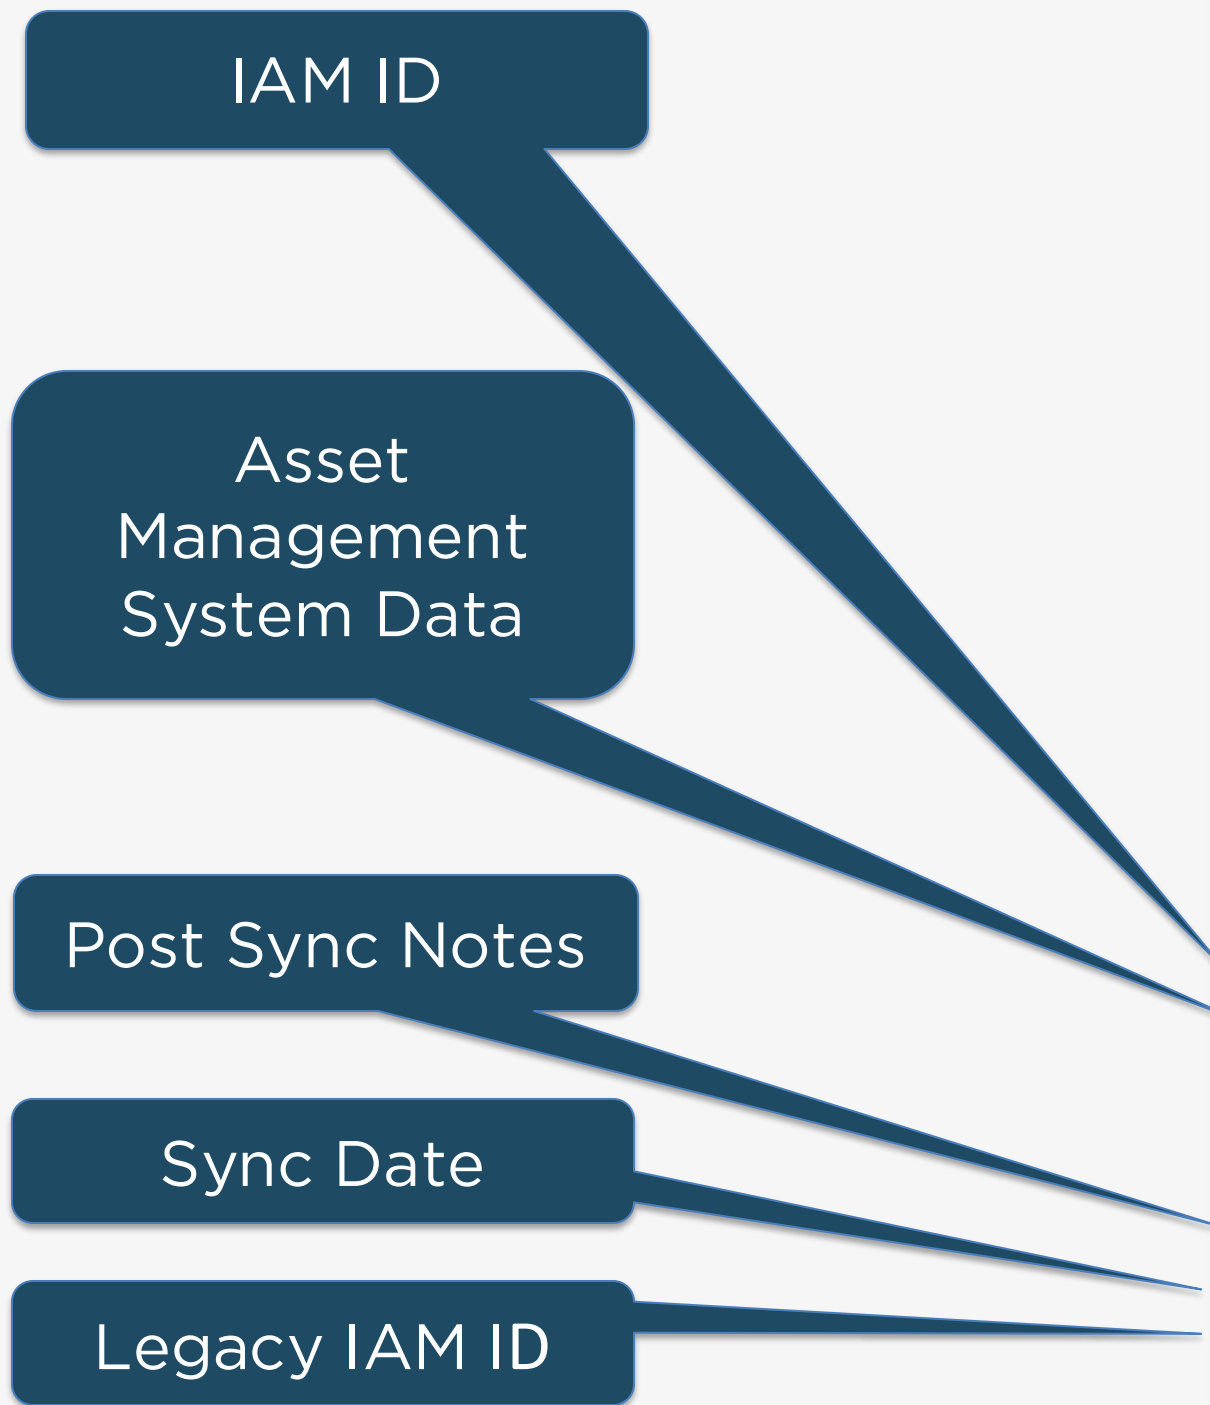 IAM ID
Asset
Management
System Data
Post Sync Notes
Sync Date
Legacy IAM ID